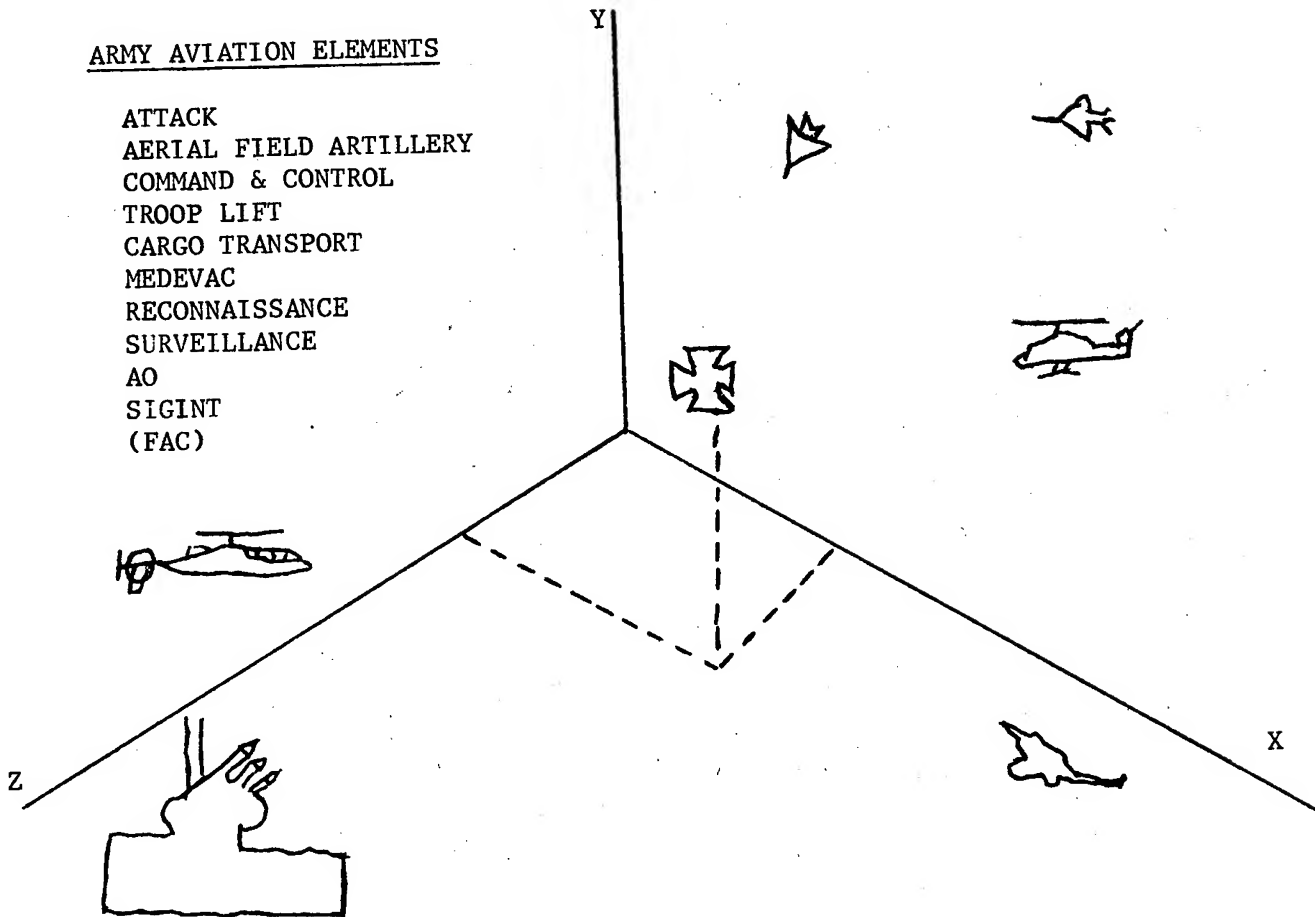 ARMY AVIATION ELEMENTS
ATTACK
AERIAL FIELD ARTILLERY
COMMAND & CONTROL
TROOP LIFT
CARGO TRANSPORT
MEDEVAC
RECONNAISSANCE
SURVEILLANCE
AO
SIGINT
(FAC)
Y
X
Z